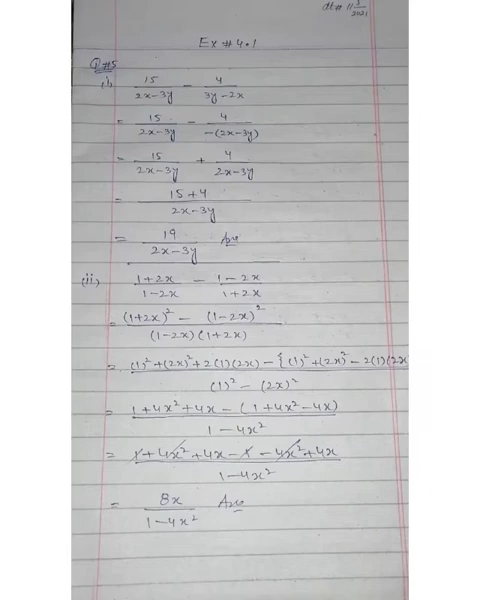 dt# 11 3/2021
Ex # 4.1
Q#5
(i) 15/(2x-3y) - 4/(3y-2x)
= 15/(2x-3y) - 4/-(2x-3y)
= 15/(2x-3y) + 4/(2x-3y)
= (15+4)/(2x-3y)
= 19/(2x-3y) Ans
(ii) (1+2x)/(1-2x) - (1-2x)/(1+2x)
= ((1+2x)² - (1-2x)²)/((1-2x)(1+2x))
= ((1)²+(2x)²+2(1)(2x) - {(1)²+(2x)²-2(1)(2x)/((1)² - (2x)²)
= (1+4x²+4x-(1+4x²-4x))/(1-4x²)
= (1+4x²+4x-1-4x²+4x)/(1-4x²)
= 8x/(1-4x²) Ans